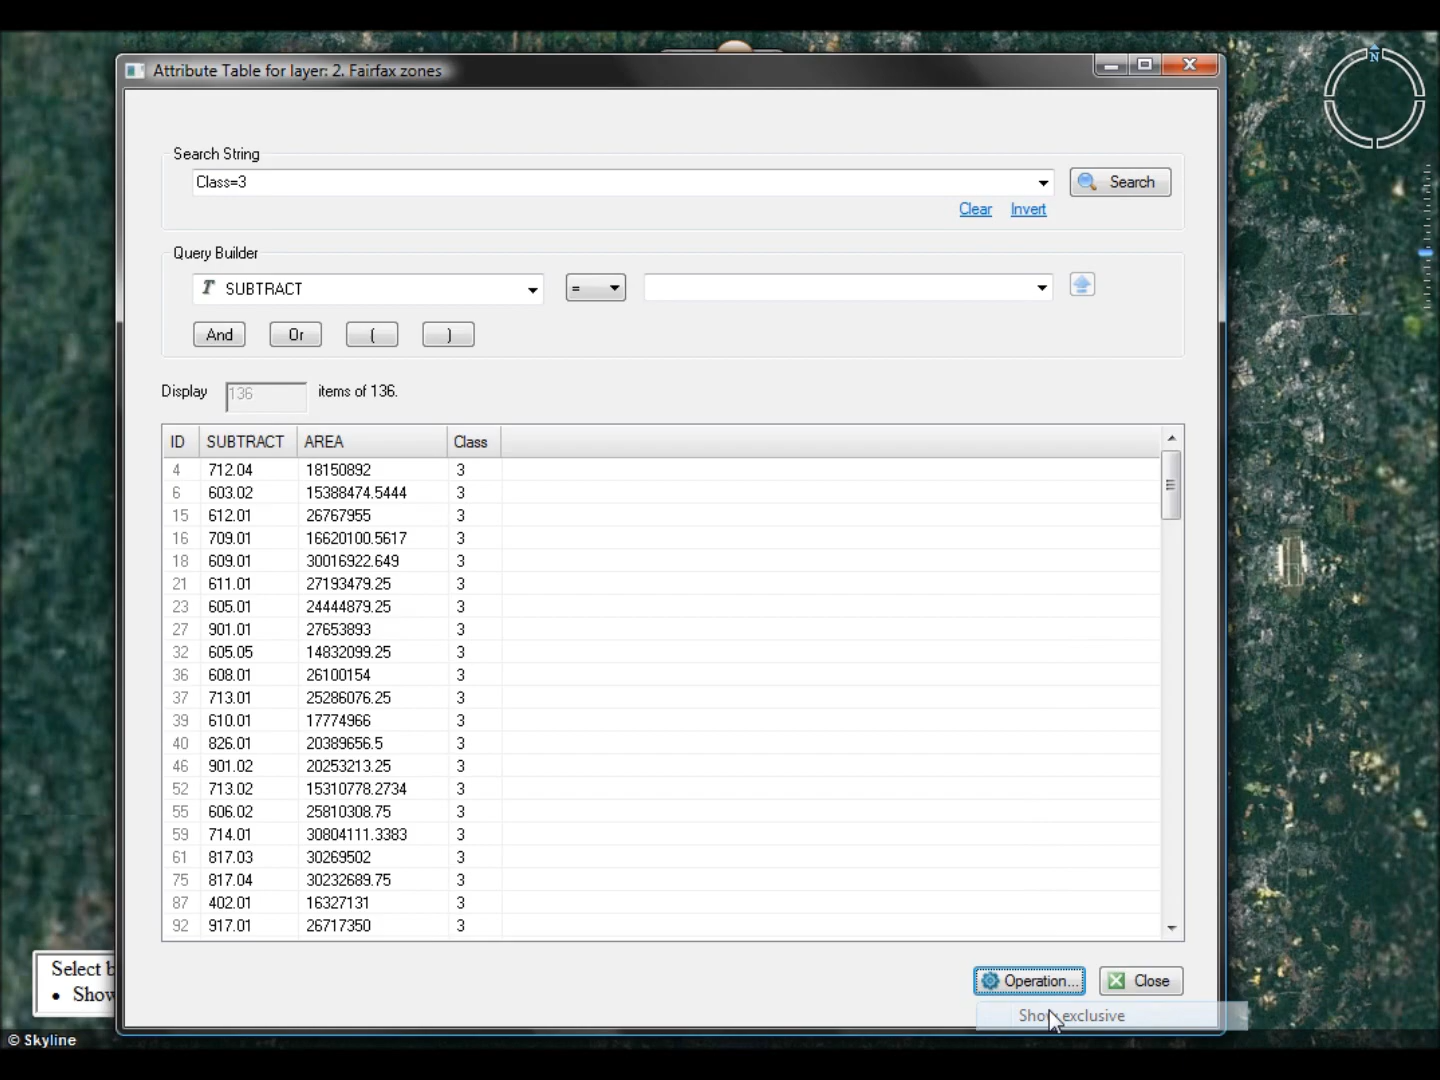 N
Attribute Table for layer: 2. Fairfax zones
Search String
Class=3
Search
Clear Invert
Query Builder
T SUBTRACT = 
And Or ( )
Display 136 items of 136.
ID SUBTRACT AREA Class
4 712.04 18150892 3
6 603.02 15388474.5444 3
15 612.01 26767955 3
16 709.01 16620100.5617 3
18 609.01 30016922.649 3
21 611.01 27193479.25 3
23 605.01 24444879.25 3
27 901.01 27653893 3
32 605.05 14832099.25 3
36 608.01 26100154 3
37 713.01 25286076.25 3
39 610.01 17774966 3
40 826.01 20389656.5 3
46 901.02 20253213.25 3
52 713.02 15310778.2734 3
55 606.02 25810308.75 3
59 714.01 30804111.3383 3
61 817.03 30269502 3
75 817.04 30232689.75 3
87 402.01 16327131 3
92 917.01 26717350 3
Select b
• Show
Operation... Close
Show exclusive
© Skyline